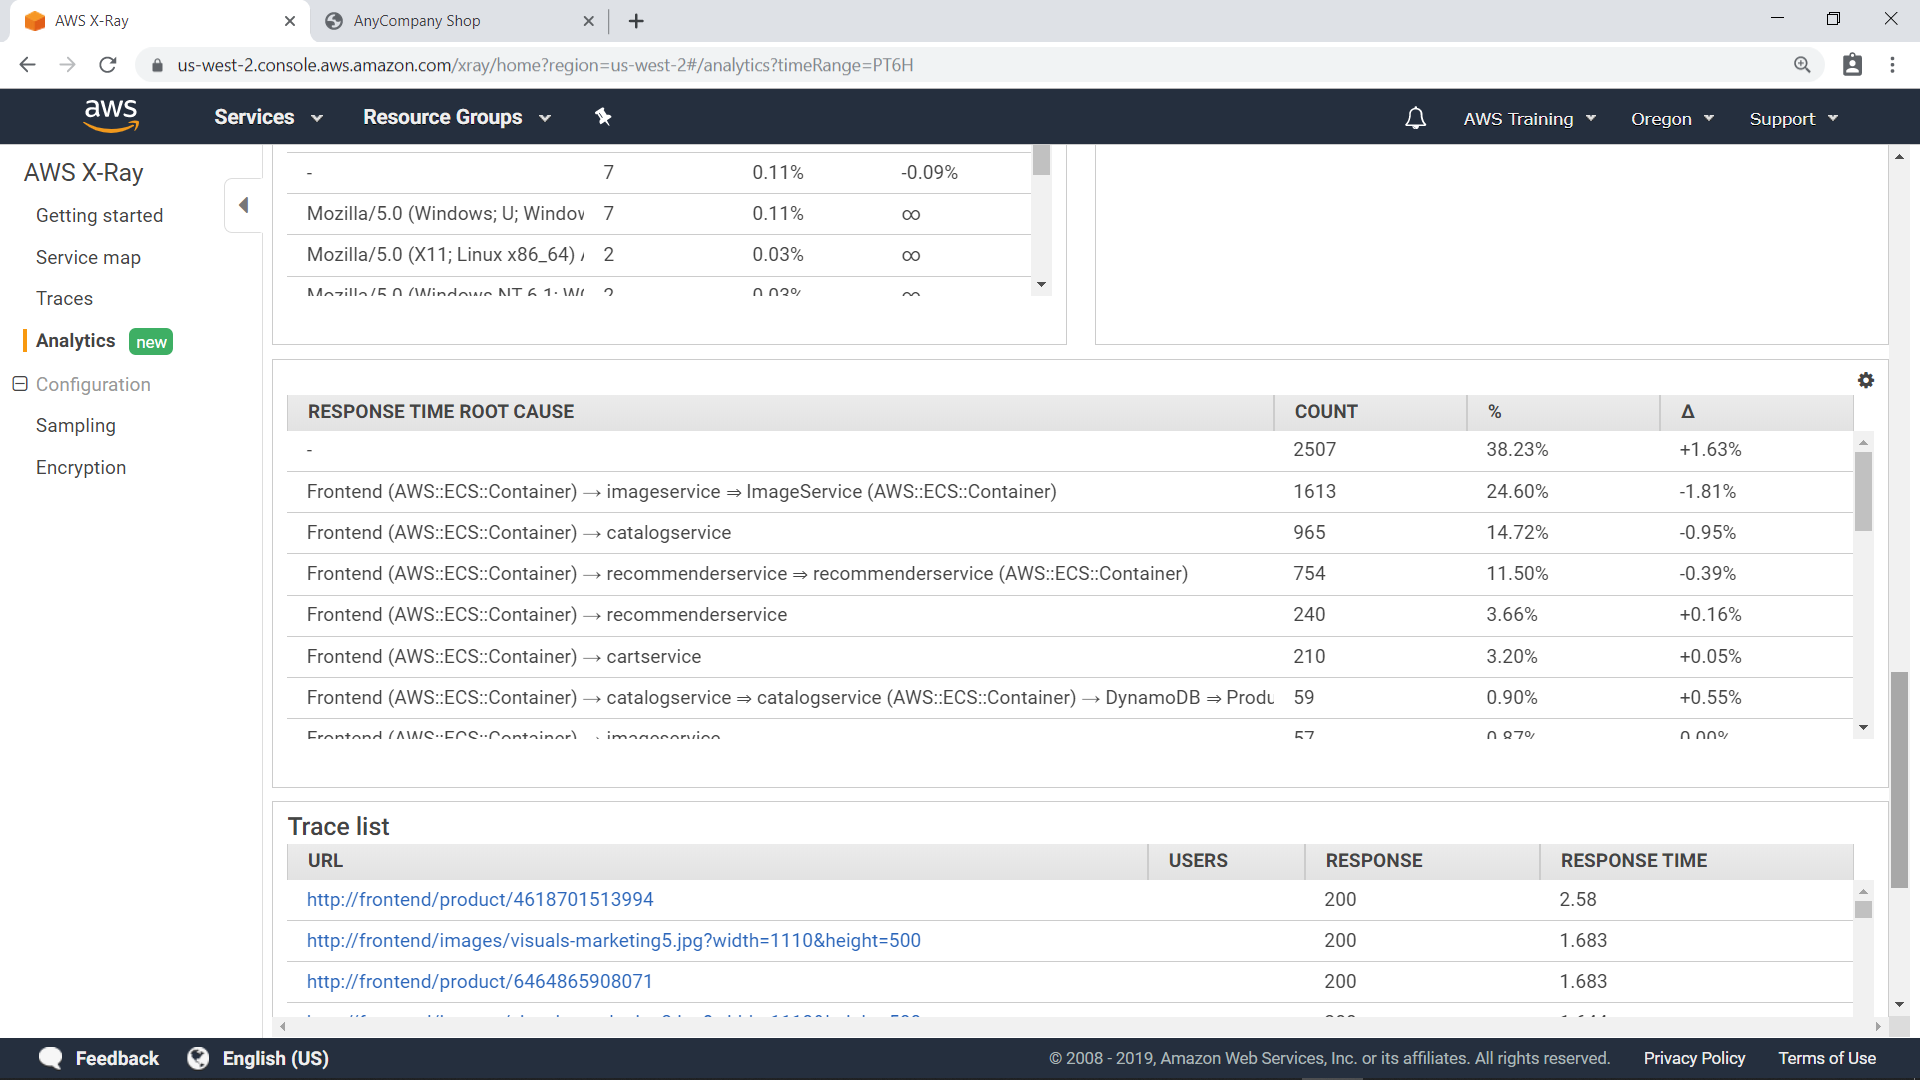 AWS X-Ray
AnyCompany Shop
us-west-2.console.aws.amazon.com/xray/home?region=us-west-2#/analytics?timeRange=PT6H
aws
Services
Resource Groups
AWS Training
Oregon
Support
AWS X-Ray
Getting started
Service map
Traces
Analytics new
Configuration
Sampling
Encryption
- 7 0.11% -0.09%
Mozilla/5.0 (Windows; U; Window 7 0.11% ∞
Mozilla/5.0 (X11; Linux x86_64) 2 0.03% ∞
Mozilla/5.0 (Windows NT 6.1; 2 0.03% ∞
RESPONSE TIME ROOT CAUSE COUNT % Δ
- 2507 38.23% +1.63%
Frontend (AWS::ECS::Container) → imageservice ⇒ ImageService (AWS::ECS::Container) 1613 24.60% -1.81%
Frontend (AWS::ECS::Container) → catalogservice 965 14.72% -0.95%
Frontend (AWS::ECS::Container) → recommenderservice ⇒ recommenderservice (AWS::ECS::Container) 754 11.50% -0.39%
Frontend (AWS::ECS::Container) → recommenderservice 240 3.66% +0.16%
Frontend (AWS::ECS::Container) → cartservice 210 3.20% +0.05%
Frontend (AWS::ECS::Container) → catalogservice ⇒ catalogservice (AWS::ECS::Container) → DynamoDB ⇒ Produ 59 0.90% +0.55%
Frontend (AWS::ECS::Container) → imageservice 57 0.87% 0.00%
Trace list
URL USERS RESPONSE RESPONSE TIME
http://frontend/product/4618701513994 200 2.58
http://frontend/images/visuals-marketing5.jpg?width=1110&height=500 200 1.683
http://frontend/product/6464865908071 200 1.683
Feedback
English (US)
© 2008 - 2019, Amazon Web Services, Inc. or its affiliates. All rights reserved.
Privacy Policy
Terms of Use